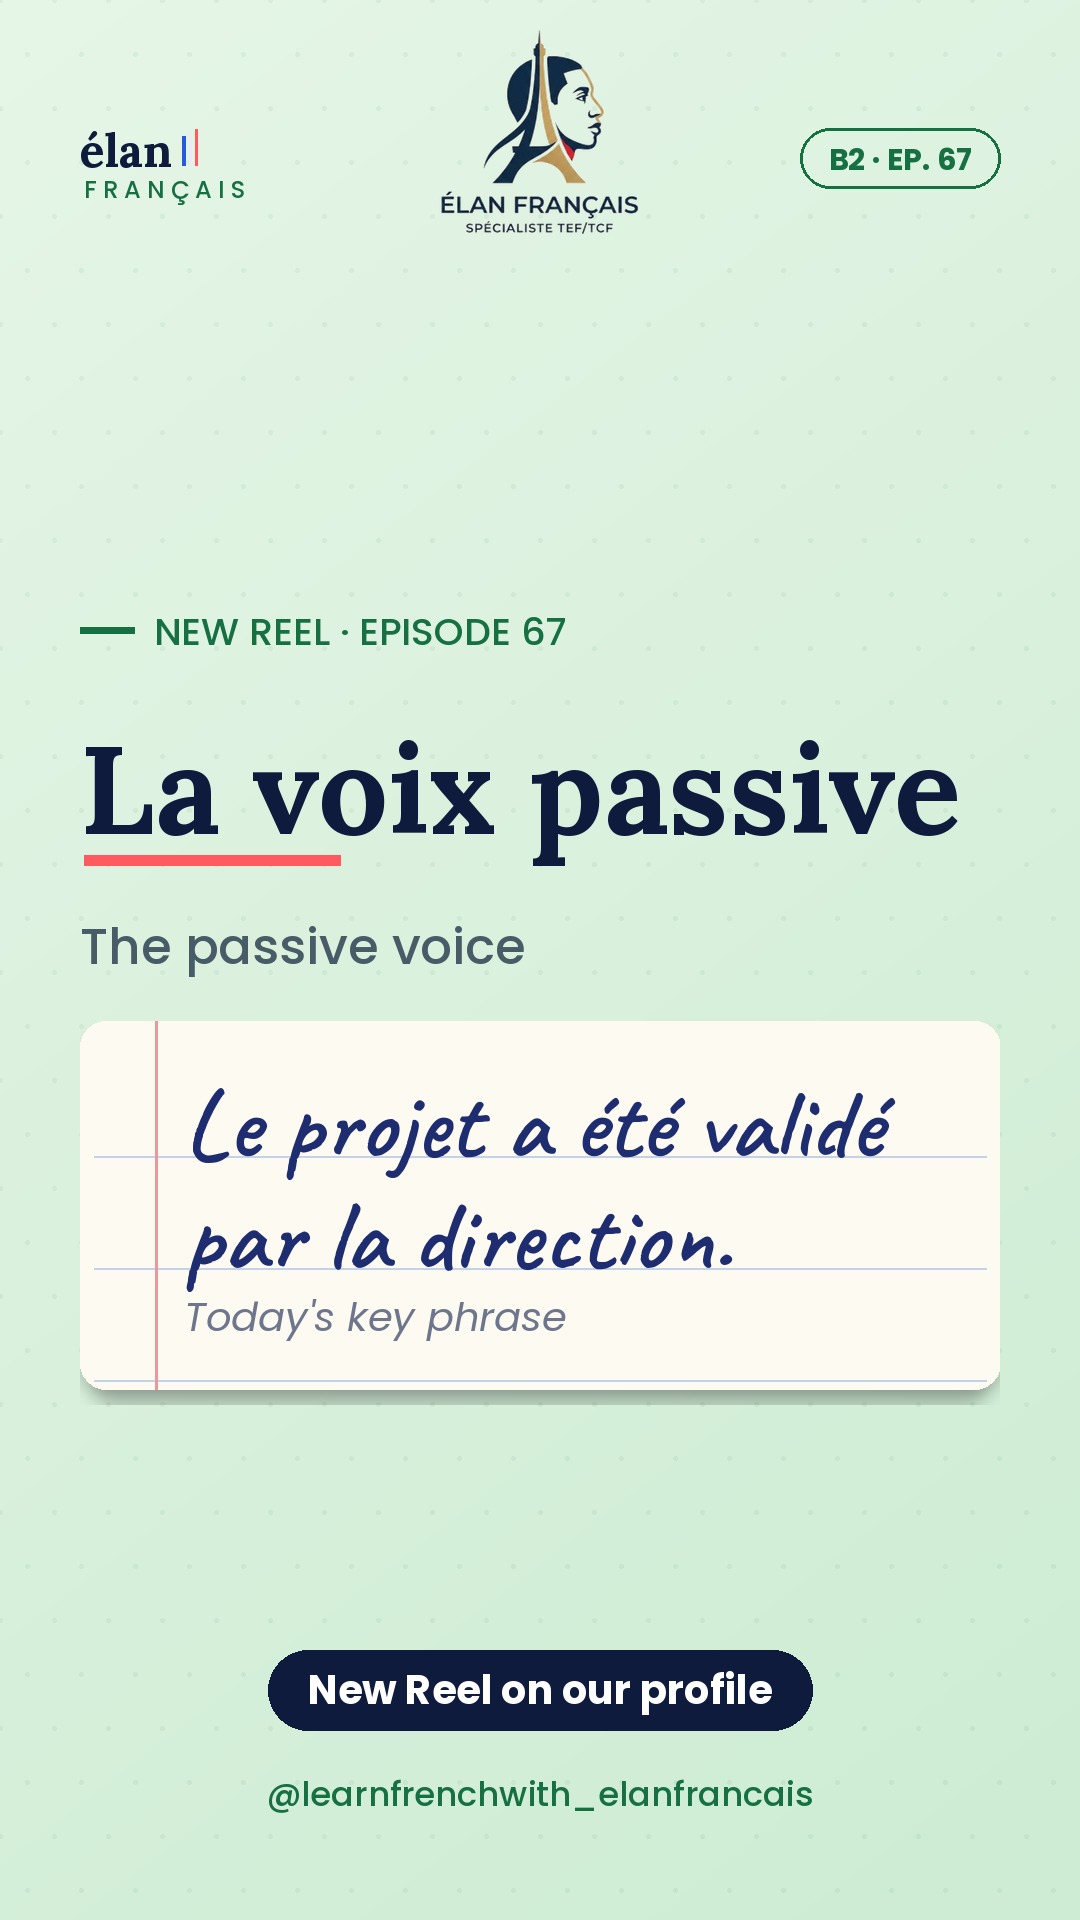 élan
FRANÇAIS
ÉLAN FRANÇAIS
SPÉCIALISTE TEF/TCF
B2 · EP. 67
NEW REEL · EPISODE 67
La voix passive
The passive voice
Le projet a été validé
par la direction.
Today's key phrase
New Reel on our profile
@learnfrenchwith_elanfrancais